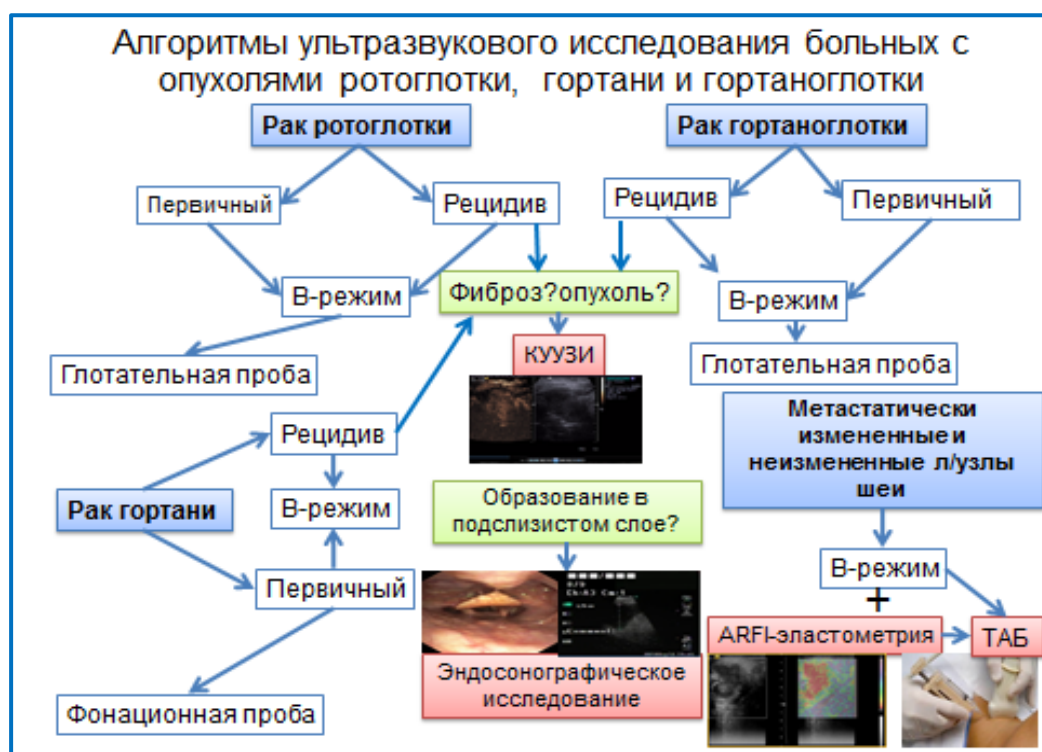 Алгоритмы ультразвукового исследования больных с
опухолями ротоглотки, гортани и гортаноглотки
Рак ротоглотки
Рак гортаноглотки
Первичный
Рецидив
Рецидив
Первичный
В-режим
Фиброз?опухоль?
В-режим
КУУЗИ
Глотательная проба
Глотательная проба
Рецидив
Метастатически
измененные и
неизмененные л/узлы
шеи
Рак гортани
В-режим
Образование в
подслизистом слое?
Первичный
В-режим
+
ARFI-эластометрия
ТАБ
Эндосонографическое
исследование
Фонационная проба